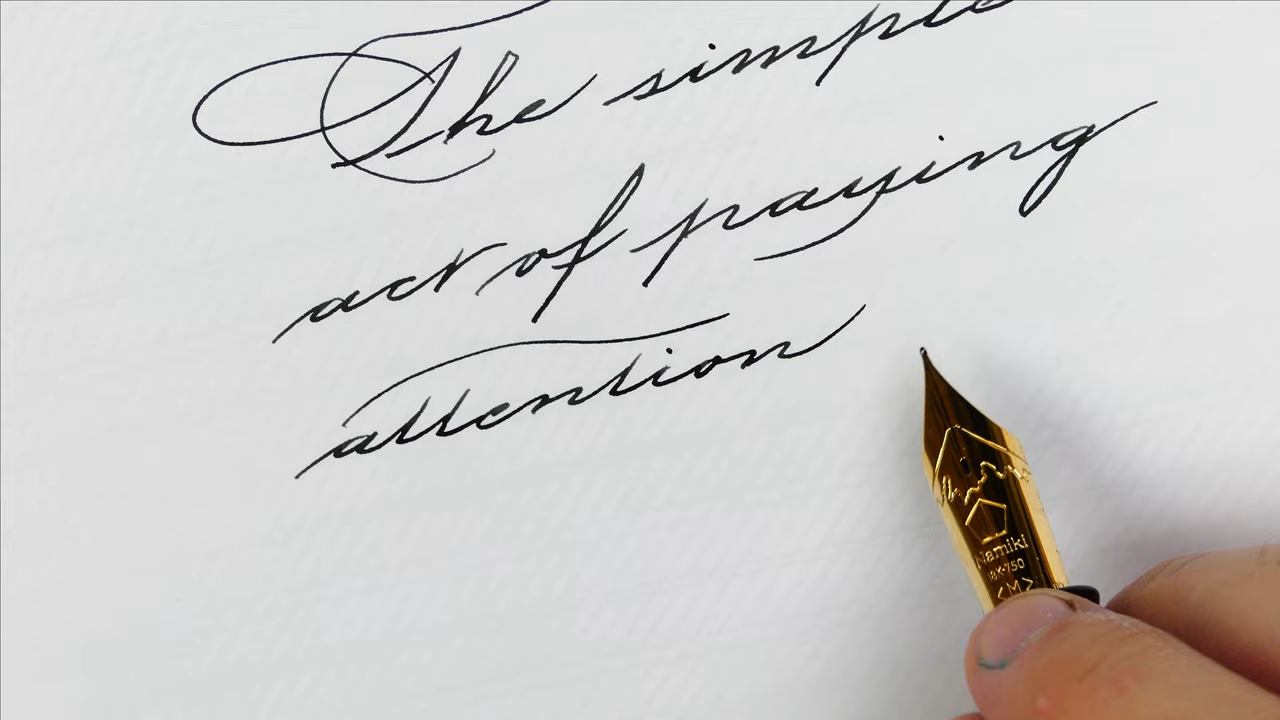 The simple
act of paying
attention
Namiki
18K-750
<M>